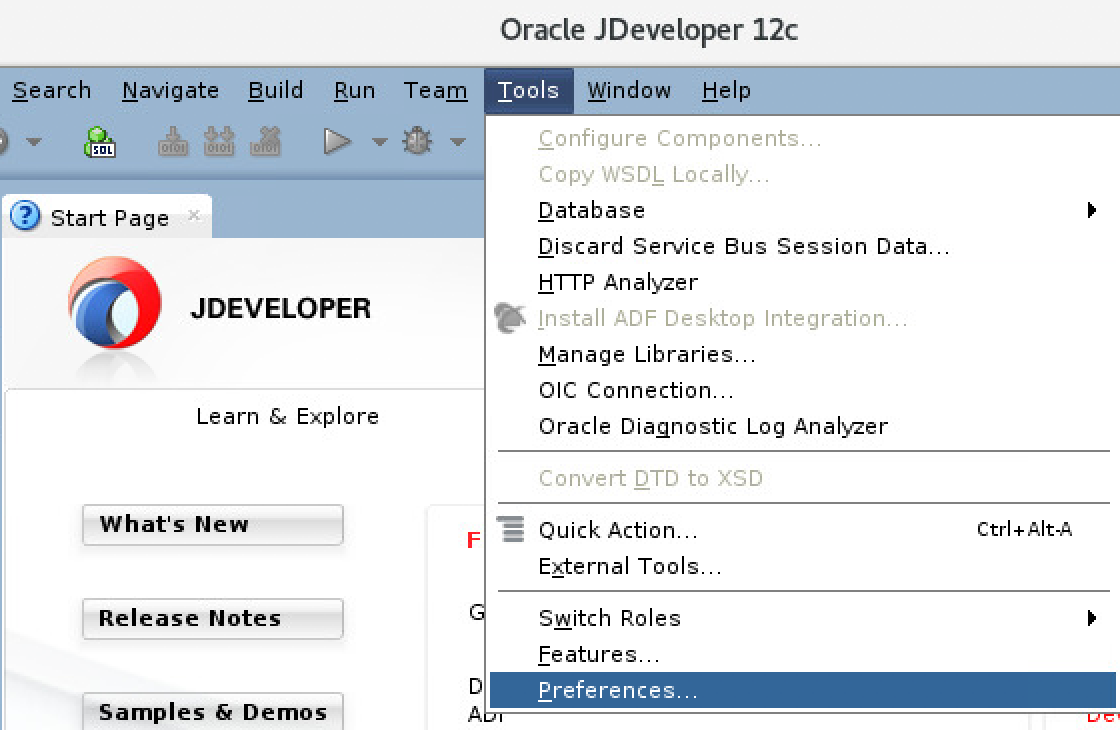 Oracle JDeveloper 12c
Search Navigate Build Run Team Tools Window Help
SQL
Start Page
JDEVELOPER
Learn & Explore
What's New
Release Notes
Samples & Demos
Configure Components...
Copy WSDL Locally...
Database
Discard Service Bus Session Data...
HTTP Analyzer
Install ADF Desktop Integration...
Manage Libraries...
OIC Connection...
Oracle Diagnostic Log Analyzer
Convert DTD to XSD
Quick Action... Ctrl+Alt-A
External Tools...
Switch Roles
Features...
Preferences...